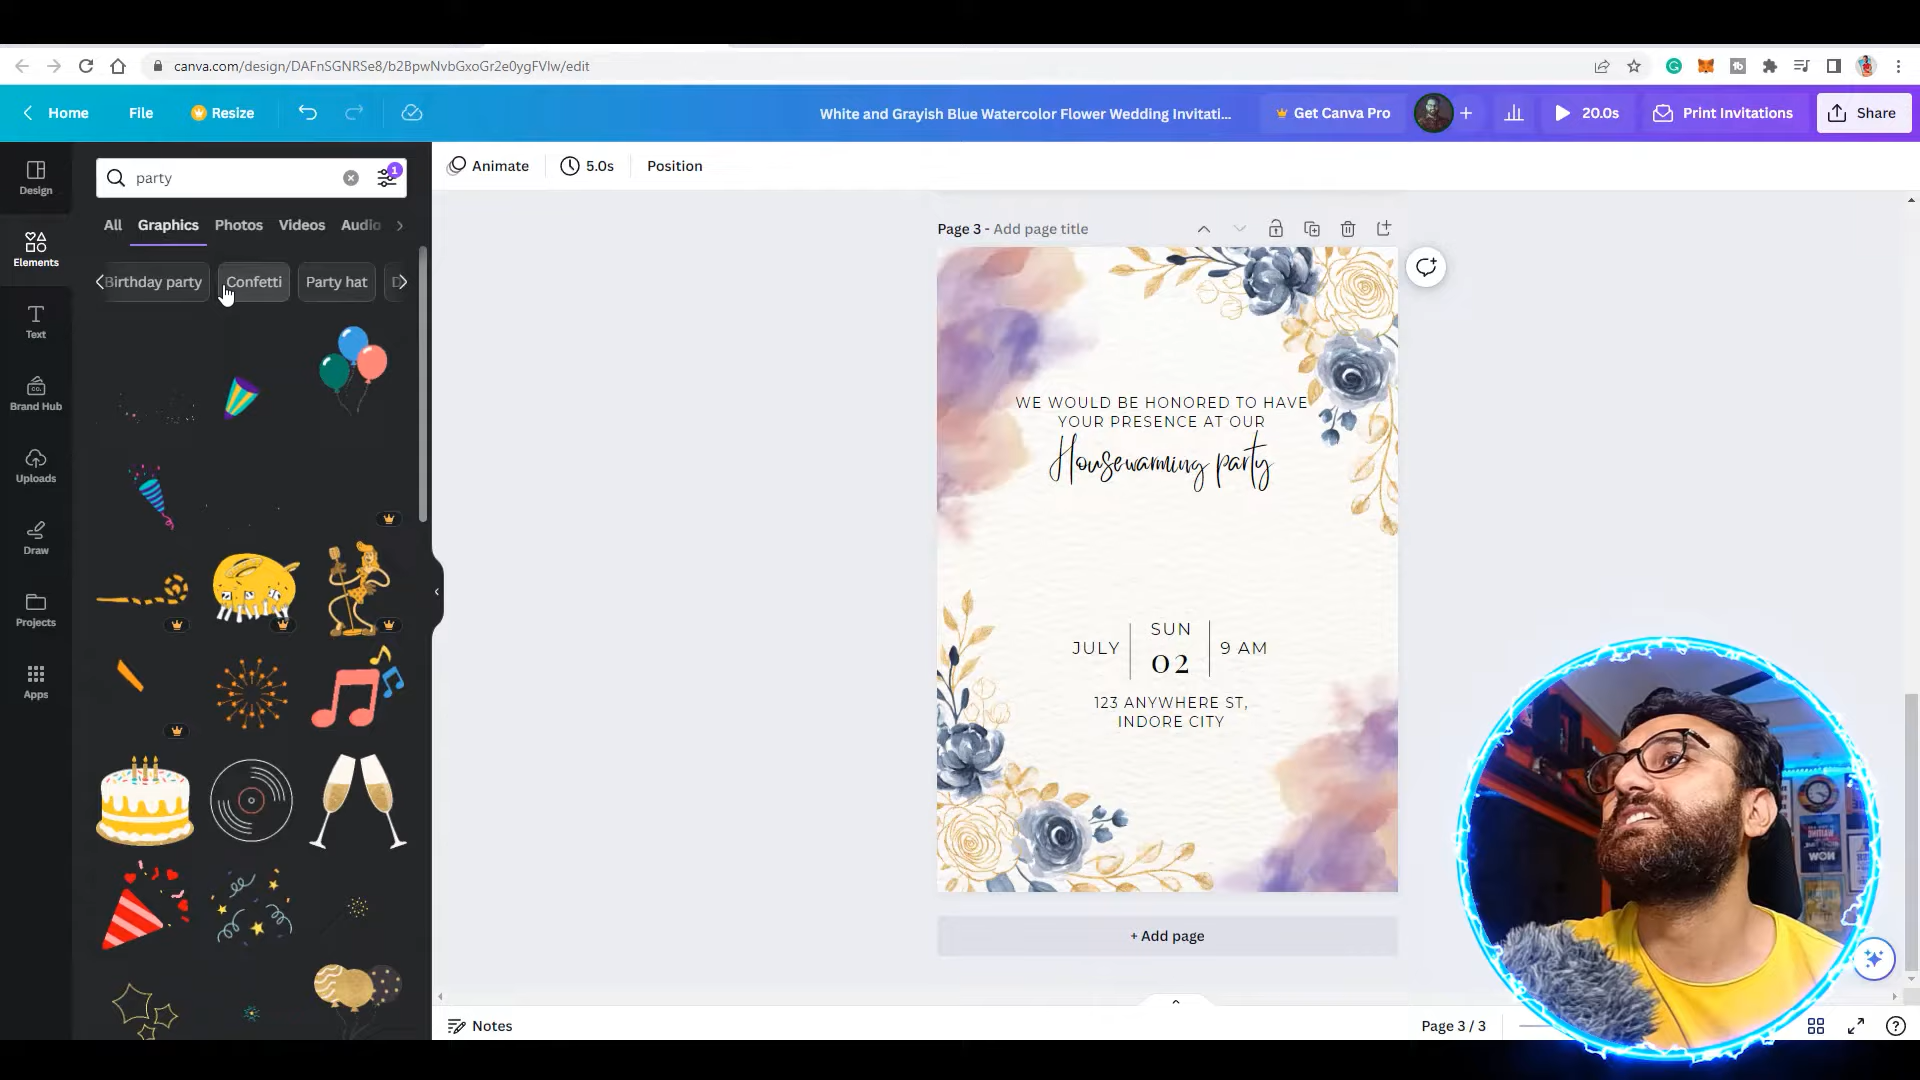 canva.com/design/DAFnSGNRSe8/b2BpwNvbGxoGr2e0ygFVlw/edit
Home
File
Resize
White and Grayish Blue Watercolor Flower Wedding Invitati...
Get Canva Pro
20.0s
Print Invitations
Share
Design
Elements
Text
Brand Hub
Uploads
Draw
Projects
Apps
party
1
All
Graphics
Photos
Videos
Audio
Birthday party
Confetti
Party hat
Animate
5.0s
Position
Page 3 - Add page title
WE WOULD BE HONORED TO HAVE
YOUR PRESENCE AT OUR
Housewarming party
JULY
SUN
02
9 AM
123 ANYWHERE ST,
INDORE CITY
+ Add page
Notes
Page 3 / 3